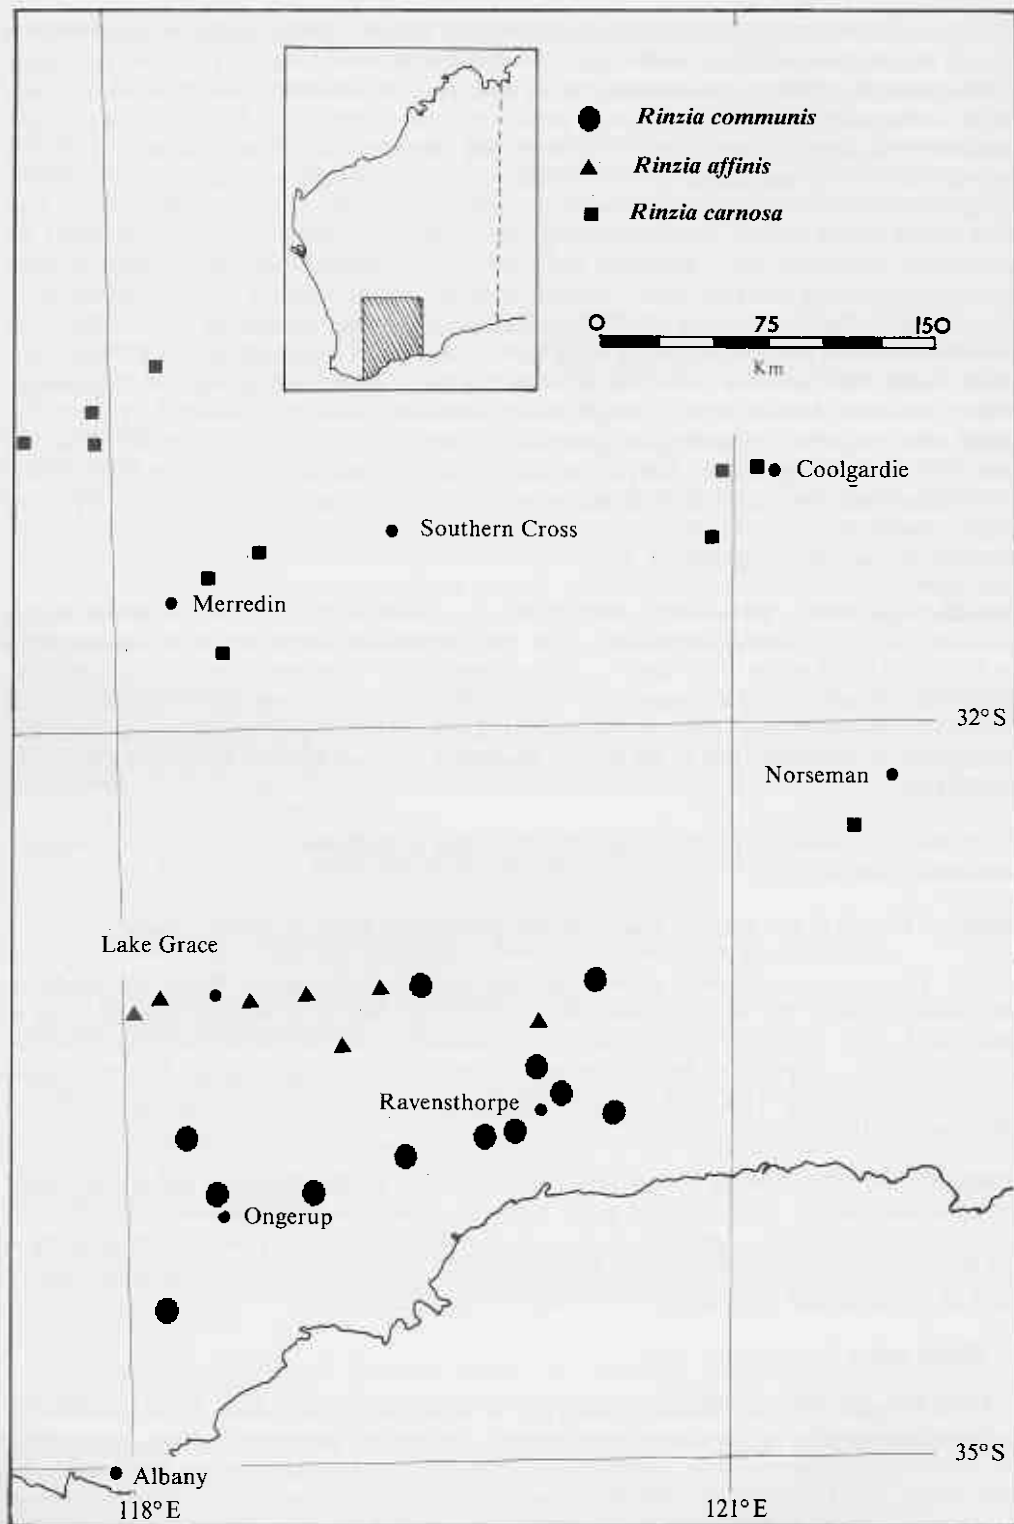 Rinzia communis
Rinzia affinis
Rinzia carnosa
0 75 150
Km
Coolgardie
Southern Cross
Merredin
32°S
Norseman
Lake Grace
Ravensthorpe
Ongerup
35°S
Albany
118°E 121°E